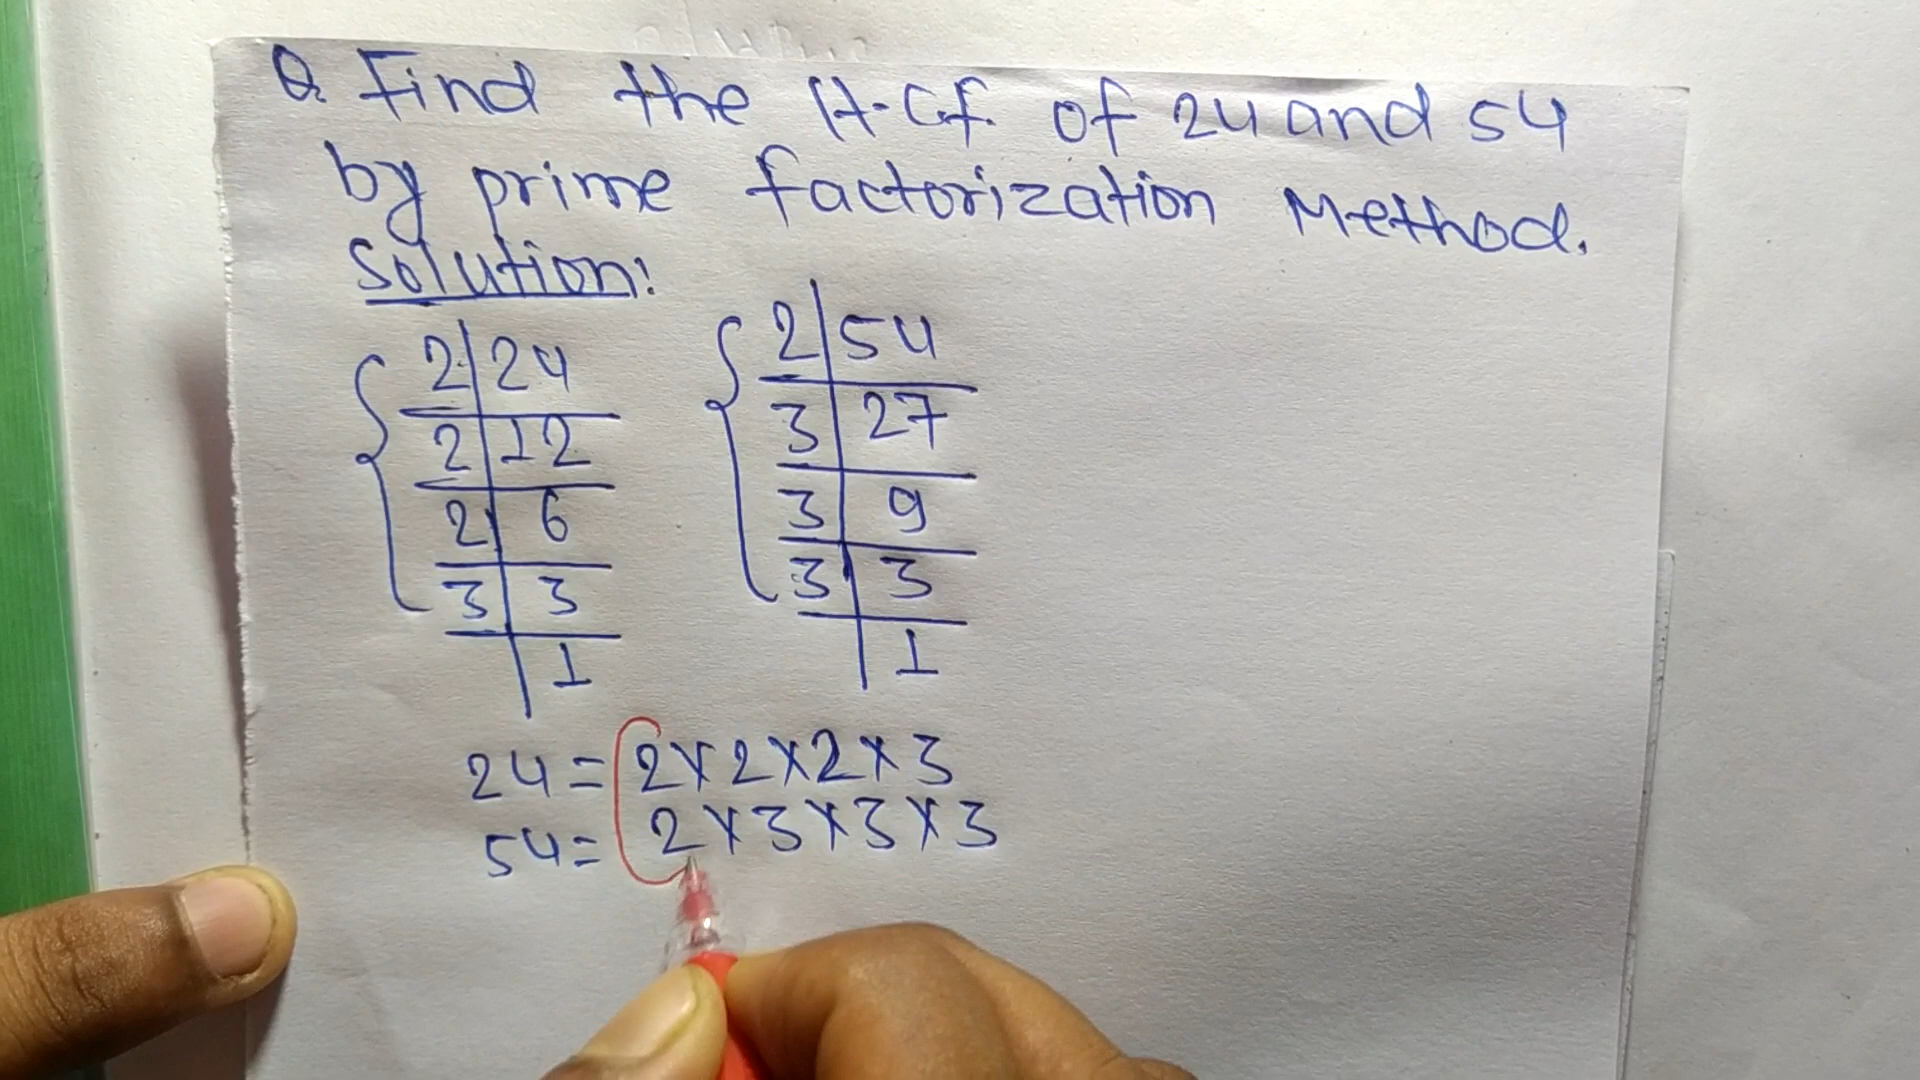 Q. Find the H.C.f. of 24 and 54
by prime factorization Method.
Solution:
2 | 24
2 | 12
2 | 6
3 | 3
1
2 | 54
3 | 27
3 | 9
3 | 3
1
24 = 2×2×2×3
54 = 2×3×3×3